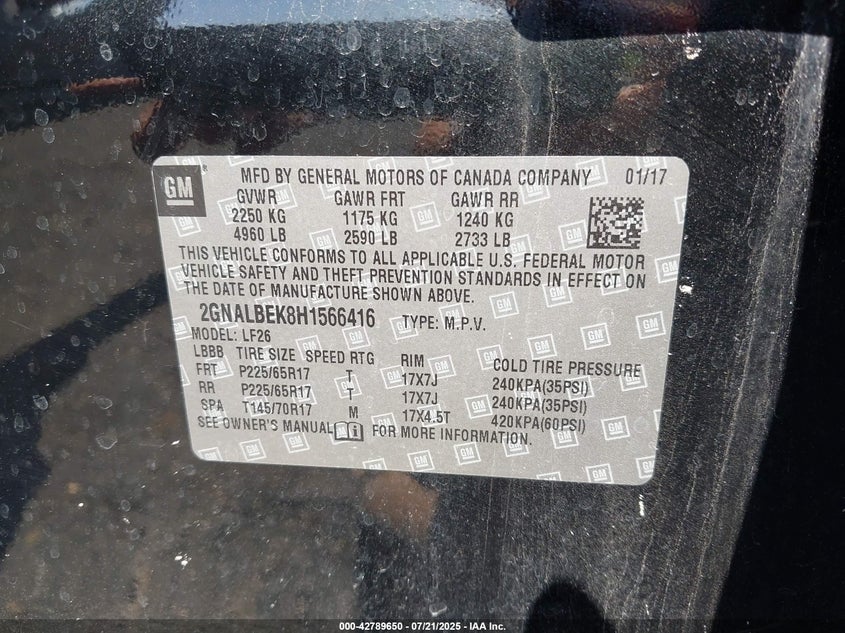 GM ®
MFD BY GENERAL MOTORS OF CANADA COMPANY 01/17
GVWR GAWR FRT GAWR RR
2250 KG 1175 KG 1240 KG
4960 LB 2590 LB 2733 LB
THIS VEHICLE CONFORMS TO ALL APPLICABLE U.S. FEDERAL MOTOR
VEHICLE SAFETY AND THEFT PREVENTION STANDARDS IN EFFECT ON
THE DATE OF MANUFACTURE SHOWN ABOVE.
2GNALBEK8H1566416 TYPE: M.P.V.
MODEL: LF26
LBBB TIRE SIZE SPEED RTG RIM COLD TIRE PRESSURE
FRT P225/65R17 T 17X7J 240KPA(35PSI)
RR P225/65R17 T 17X7J 240KPA(35PSI)
SPA T145/70R17 M 17X4.5T 420KPA(60PSI)
SEE OWNER'S MANUAL FOR MORE INFORMATION.
000-42789650 - 07/21/2025 - IAA Inc.